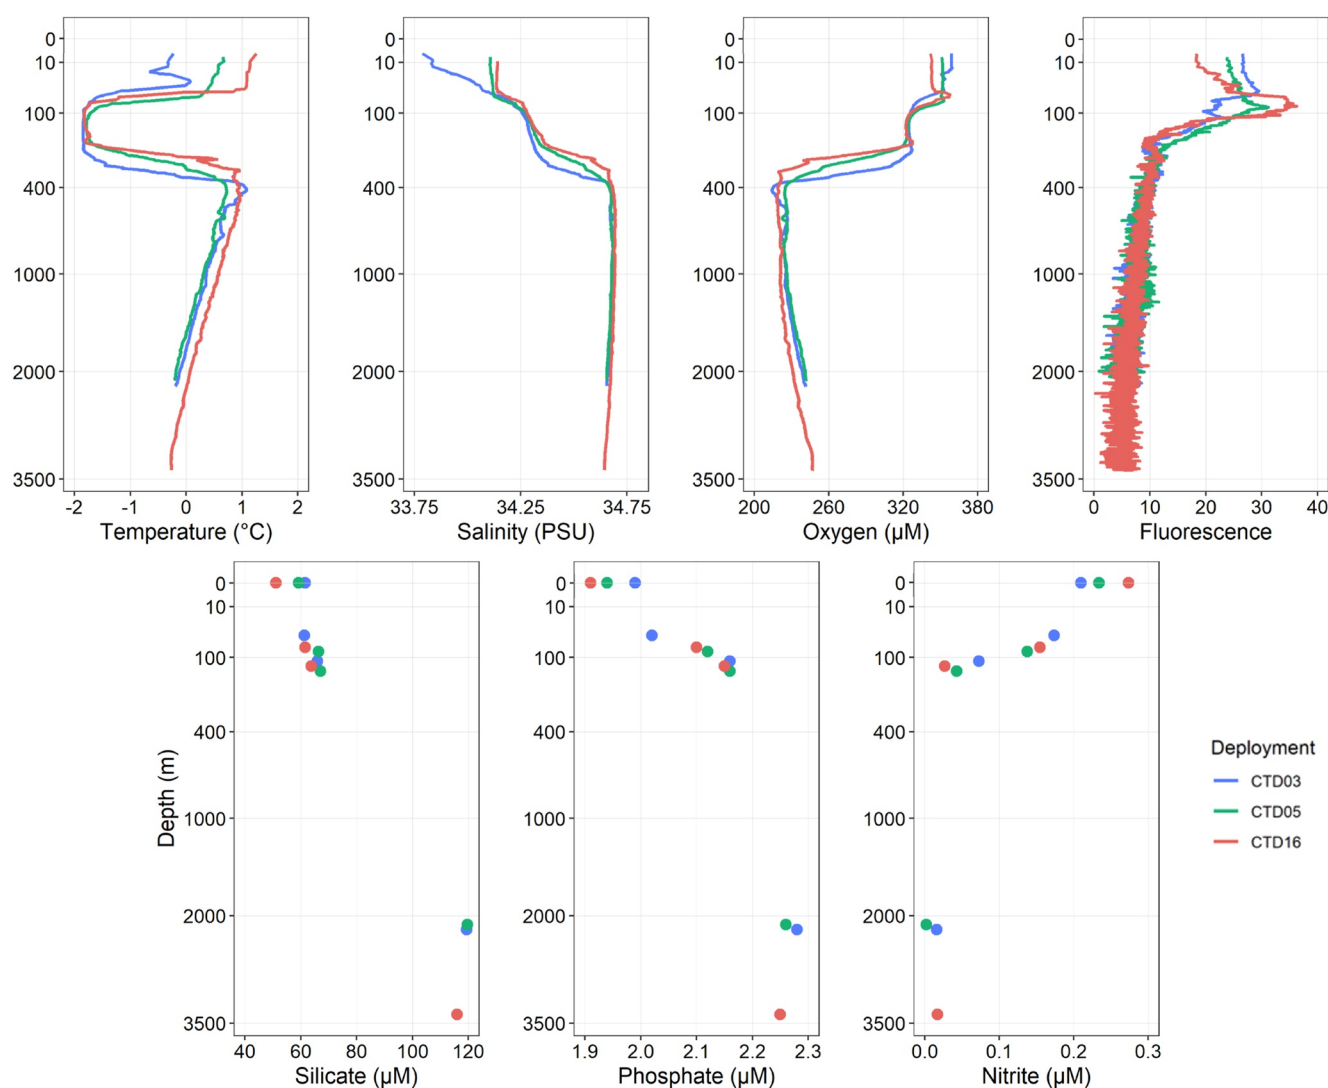 0
10
100
400
1000
2000
3500
-2 -1 0 1 2
Temperature (°C)
0
10
100
400
1000
2000
3500
33.75 34.25 34.75
Salinity (PSU)
0
10
100
400
1000
2000
3500
200 260 320 380
Oxygen (µM)
0
10
100
400
1000
2000
3500
0 10 20 30 40
Fluorescence
Depth (m)
0
10
100
400
1000
2000
3500
40 60 80 100 120
Silicate (µM)
0
10
100
400
1000
2000
3500
1.9 2.0 2.1 2.2 2.3
Phosphate (µM)
0
10
100
400
1000
2000
3500
0.0 0.1 0.2 0.3
Nitrite (µM)
Deployment
CTD03
CTD05
CTD16